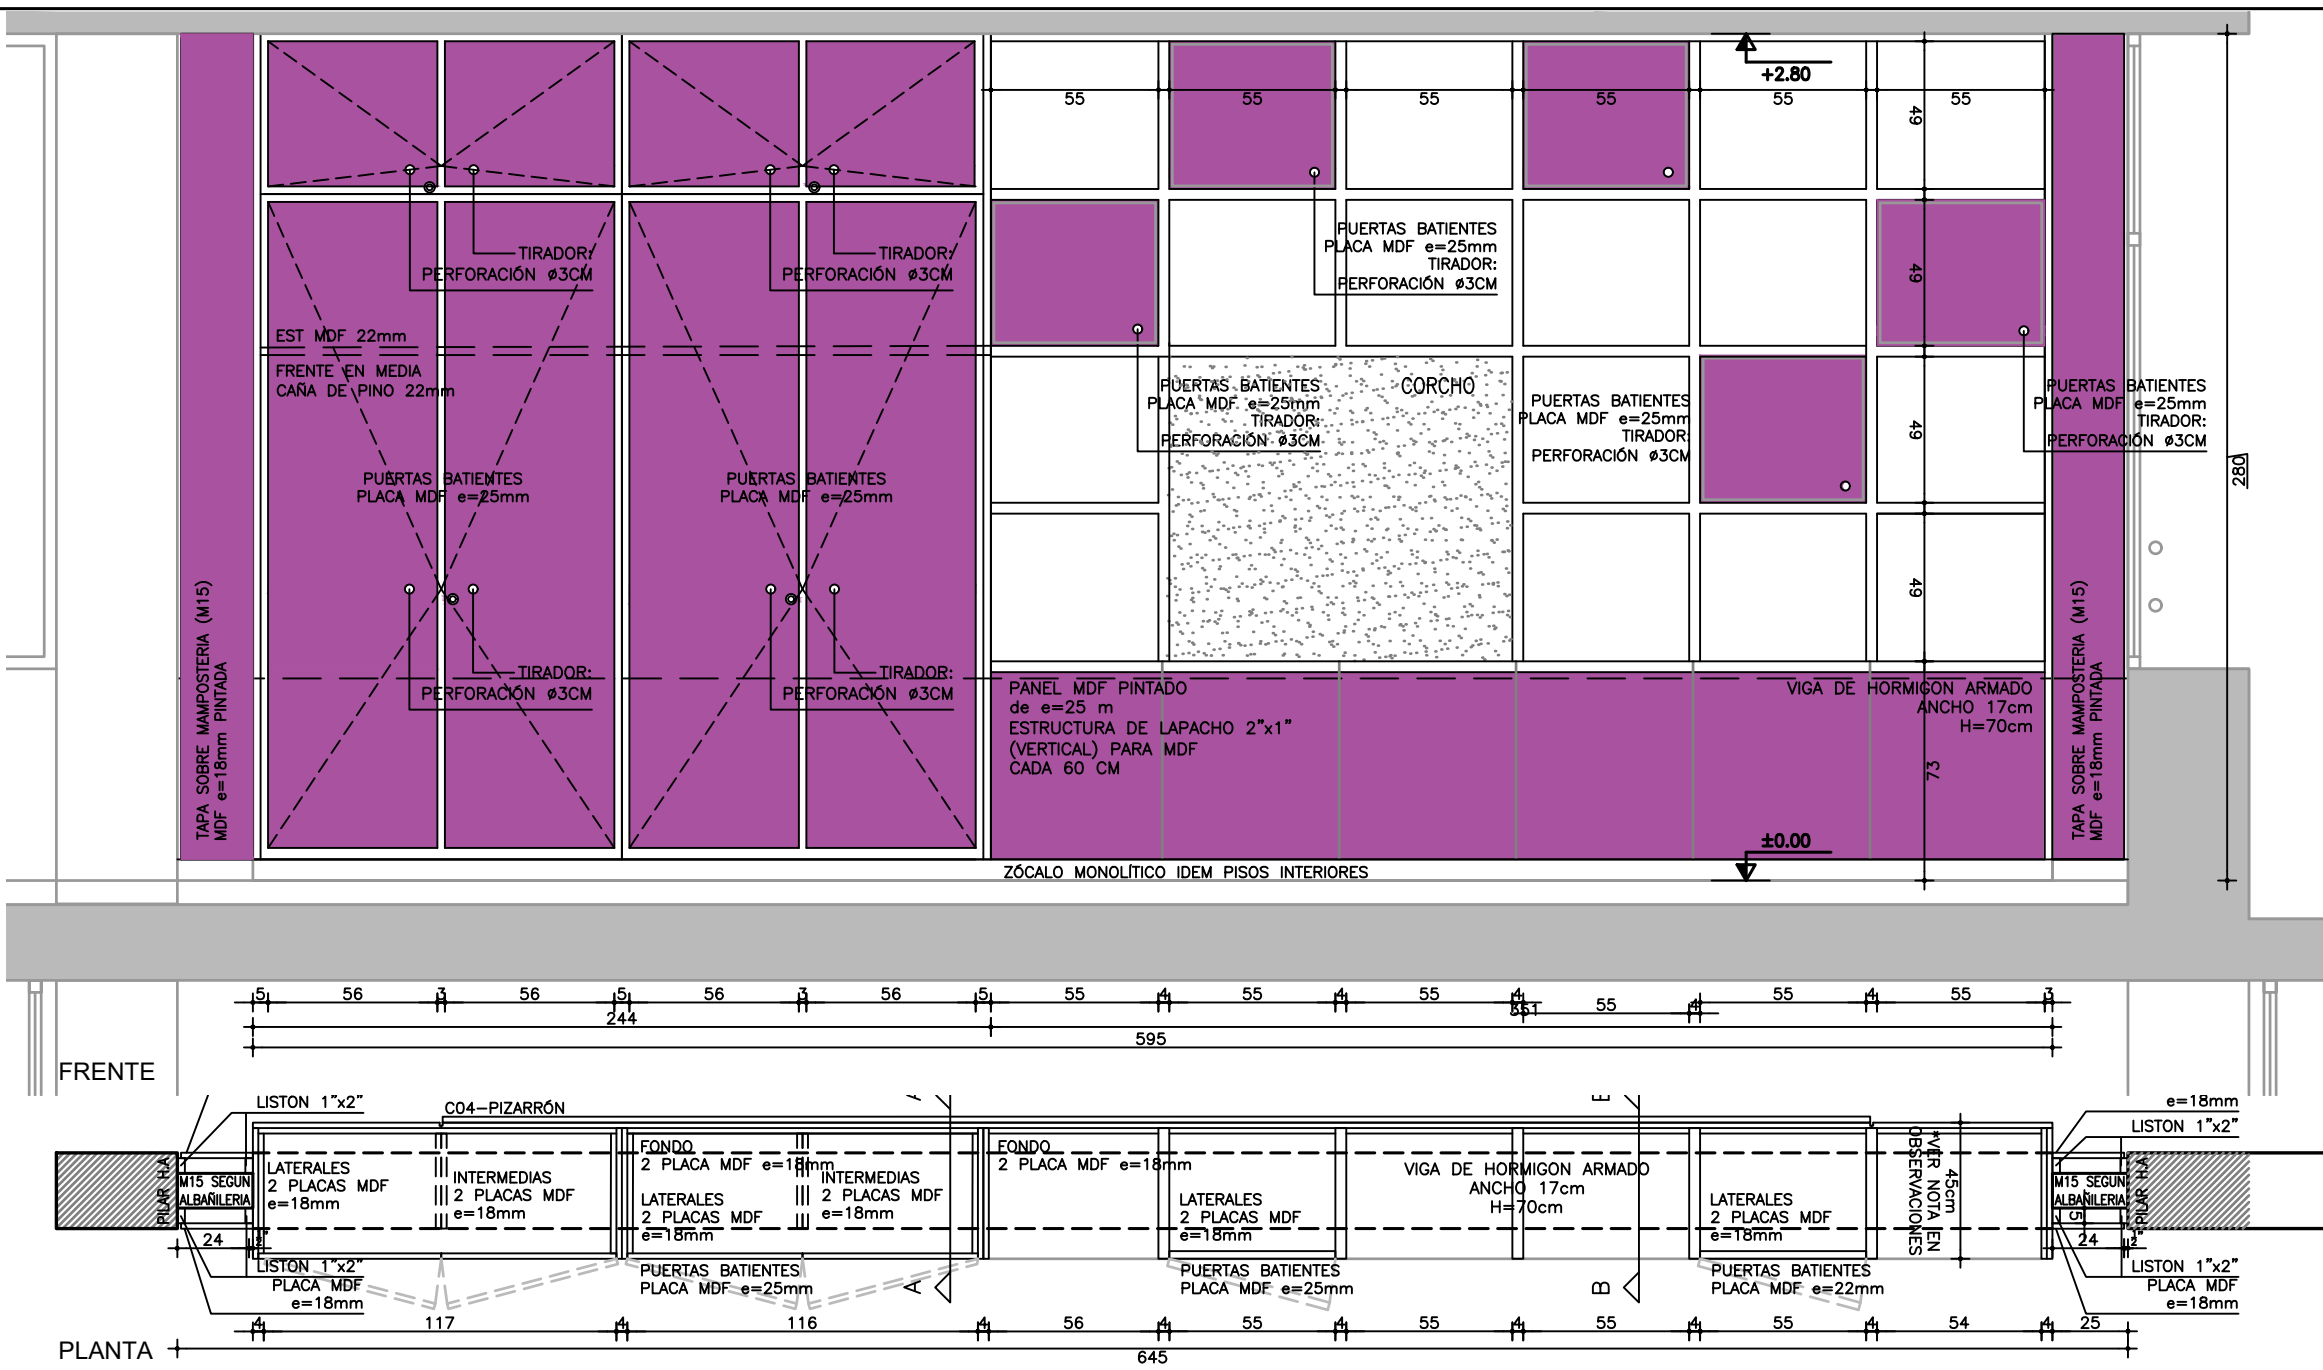 +2.80
55
55
55
55
55
55
49
TIRADOR:
PERFORACIÓN ø3CM
TIRADOR:
PERFORACIÓN ø3CM
PUERTAS BATIENTES
PLACA MDF e=25mm
TIRADOR:
PERFORACIÓN ø3CM
49
EST MDF 22mm
FRENTE EN MEDIA
CAÑA DE PINO 22mm
PUERTAS BATIENTES
PLACA MDF e=25mm
TIRADOR:
PERFORACIÓN ø3CM
CORCHO
PUERTAS BATIENTES
PLACA MDF e=25mm
TIRADOR:
PERFORACIÓN ø3CM
49
PUERTAS BATIENTES
PLACA MDF e=25mm
TIRADOR:
PERFORACIÓN ø3CM
280
PUERTAS BATIENTES
PLACA MDF e=25mm
PUERTAS BATIENTES
PLACA MDF e=25mm
49
TAPA SOBRE MAMPOSTERIA (M15)
MDF e=18mm PINTADA
TIRADOR:
PERFORACIÓN ø3CM
TIRADOR:
PERFORACIÓN ø3CM
PANEL MDF PINTADO
de e=25 m
ESTRUCTURA DE LAPACHO 2"x1"
(VERTICAL) PARA MDF
CADA 60 CM
VIGA DE HORMIGON ARMADO
ANCHO 17cm
H=70cm
73
TAPA SOBRE MAMPOSTERIA (M15)
MDF e=18mm PINTADA
±0.00
ZÓCALO MONOLÍTICO IDEM PISOS INTERIORES
5 56 3 56 5 56 3 56 5 55 4 55 4 55 4 55 4 55 4 55 3
244
351
595
FRENTE
LISTON 1"x2"
C04-PIZARRÓN
A
B
e=18mm
LISTON 1"x2"
PILAR H.A
M15 SEGUN
ALBAÑILERIA
LATERALES
2 PLACAS MDF
e=18mm
INTERMEDIAS
2 PLACAS MDF
e=18mm
FONDO
2 PLACA MDF e=18mm
LATERALES
2 PLACAS MDF
e=18mm
INTERMEDIAS
2 PLACAS MDF
e=18mm
FONDO
2 PLACA MDF e=18mm
LATERALES
2 PLACAS MDF
e=18mm
VIGA DE HORMIGON ARMADO
ANCHO 17cm
H=70cm
LATERALES
2 PLACAS MDF
e=18mm
*VER NOTA EN
OBSERVACIONES
45cm
M15 SEGUN
ALBAÑILERIA
15
PILAR H.A
24
24
LISTON 1"x2"
PLACA MDF
e=18mm
PUERTAS BATIENTES
PLACA MDF e=25mm
A
PUERTAS BATIENTES
PLACA MDF e=25mm
B
PUERTAS BATIENTES
PLACA MDF e=22mm
LISTON 1"x2"
PLACA MDF
e=18mm
4 117 4 116 4 56 4 55 4 55 4 55 4 55 4 54 4 25
645
PLANTA